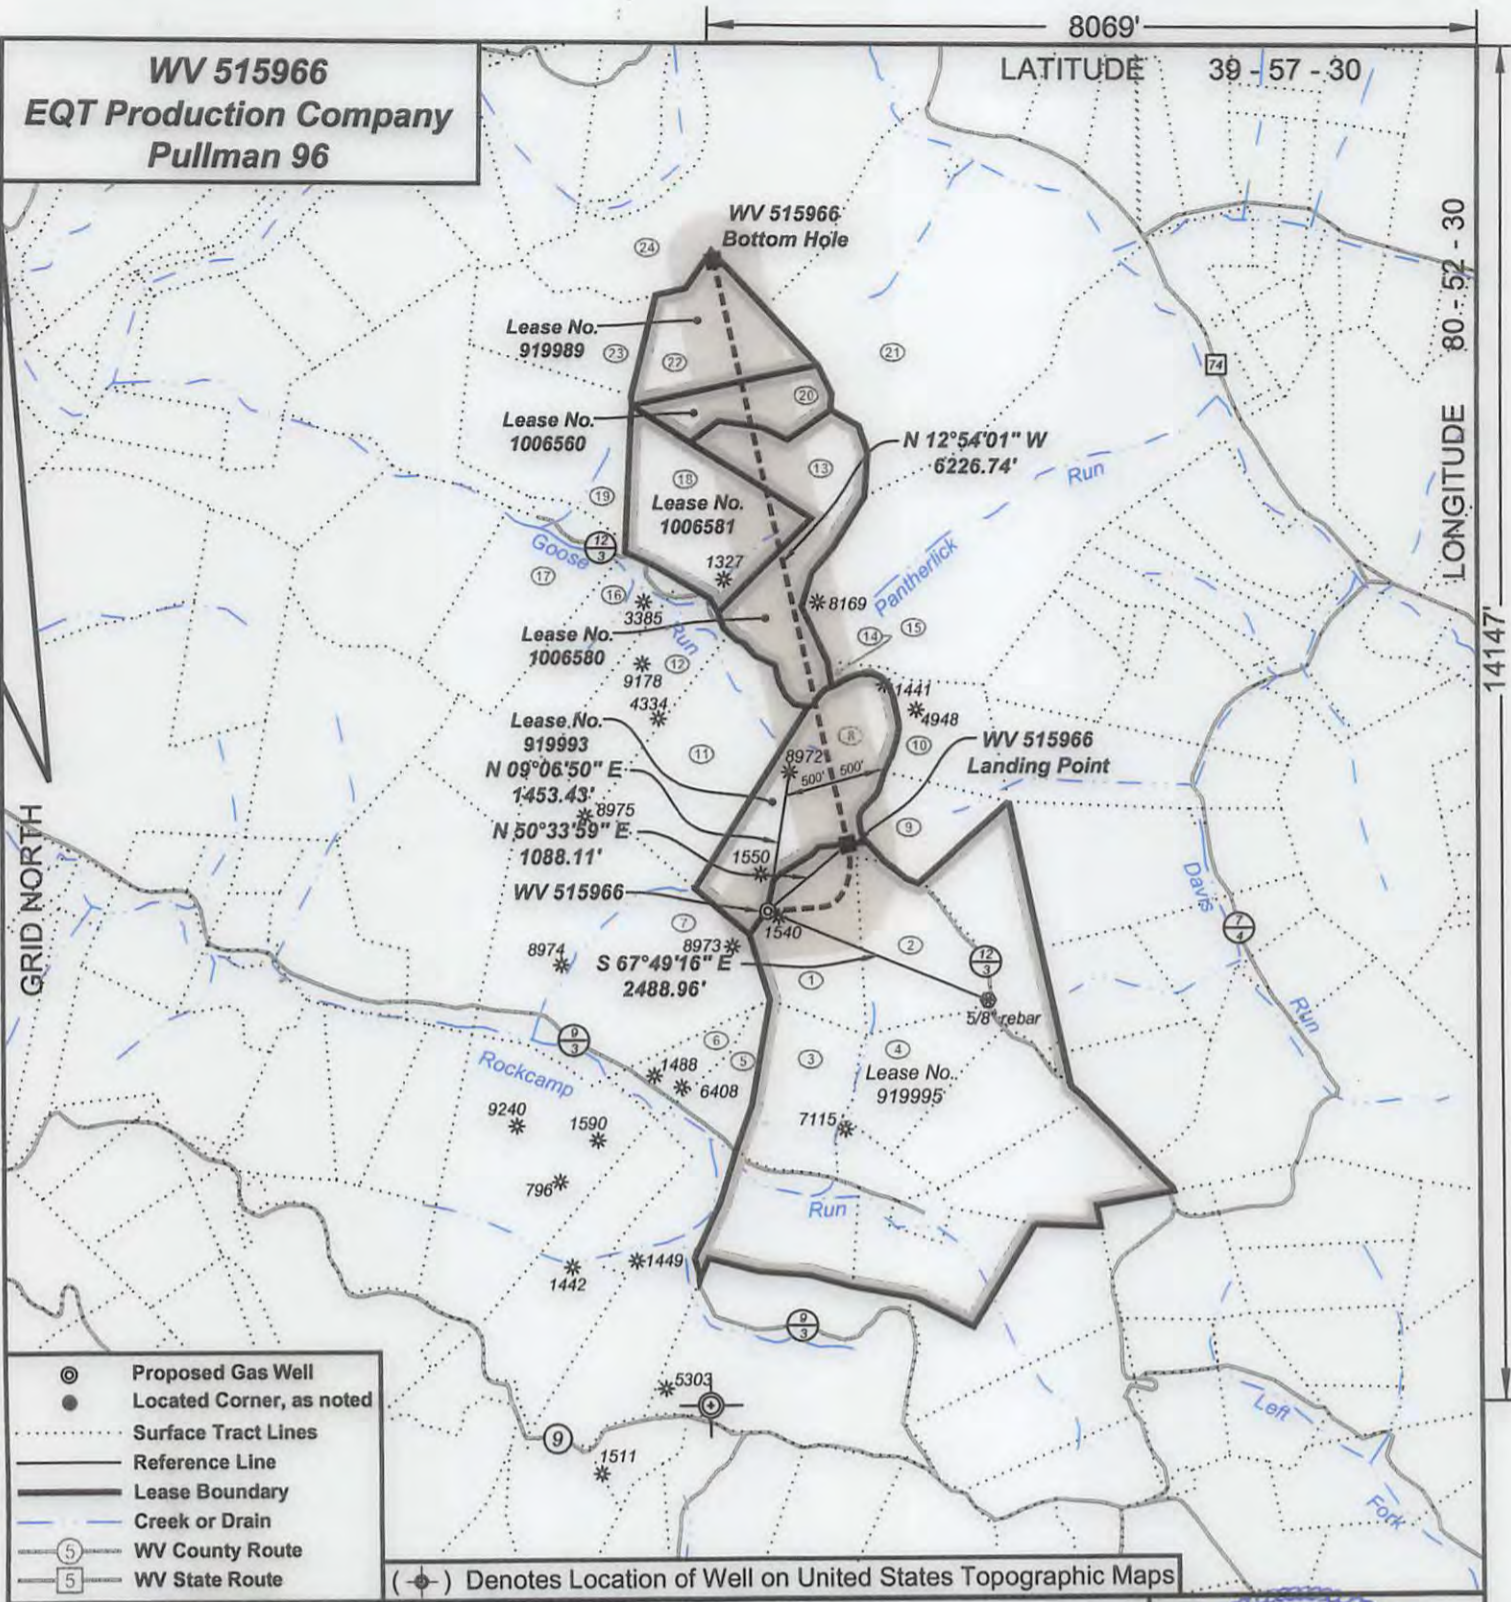 8069'
LATITUDE 39 - 57 - 30
WV 515966
EQT Production Company
Pullman 96
LONGITUDE 80 - 52 - 30
14147'
WV 515966
Bottom Hole
24
Lease No.
919989
23
22
21
74
20
Lease No.
1006560
N 12°54'01" W
6226.74'
13
Run
18
19
Lease No.
1006581
12
3
Goose
1327
17
16
3385
8169
Pantherlick
Run
Lease No.
1006580
14
15
12
9178
4334
1441
4948
Lease No.
919993
8
10
WV 515966
Landing Point
11
8972
500' 500'
N 09°06'50" E
1453.43'
8975
N 50°33'59" E
1088.11'
9
1550
WV 515966
Davis
GRID NORTH
7
1540
2
7
4
8974
8973
S 67°49'16" E
2488.96'
12
3
1
5/8" rebar
Run
9
3
6
5
3
4
Rockcamp
1488
6408
Lease No.
919995
9240
1590
7115
796
Run
1449
1442
9
3
Proposed Gas Well
Located Corner, as noted
Surface Tract Lines
Reference Line
Lease Boundary
Creek or Drain
5 WV County Route
5 WV State Route
5303
9
1511
Left
Fork
( ) Denotes Location of Well on United States Topographic Maps